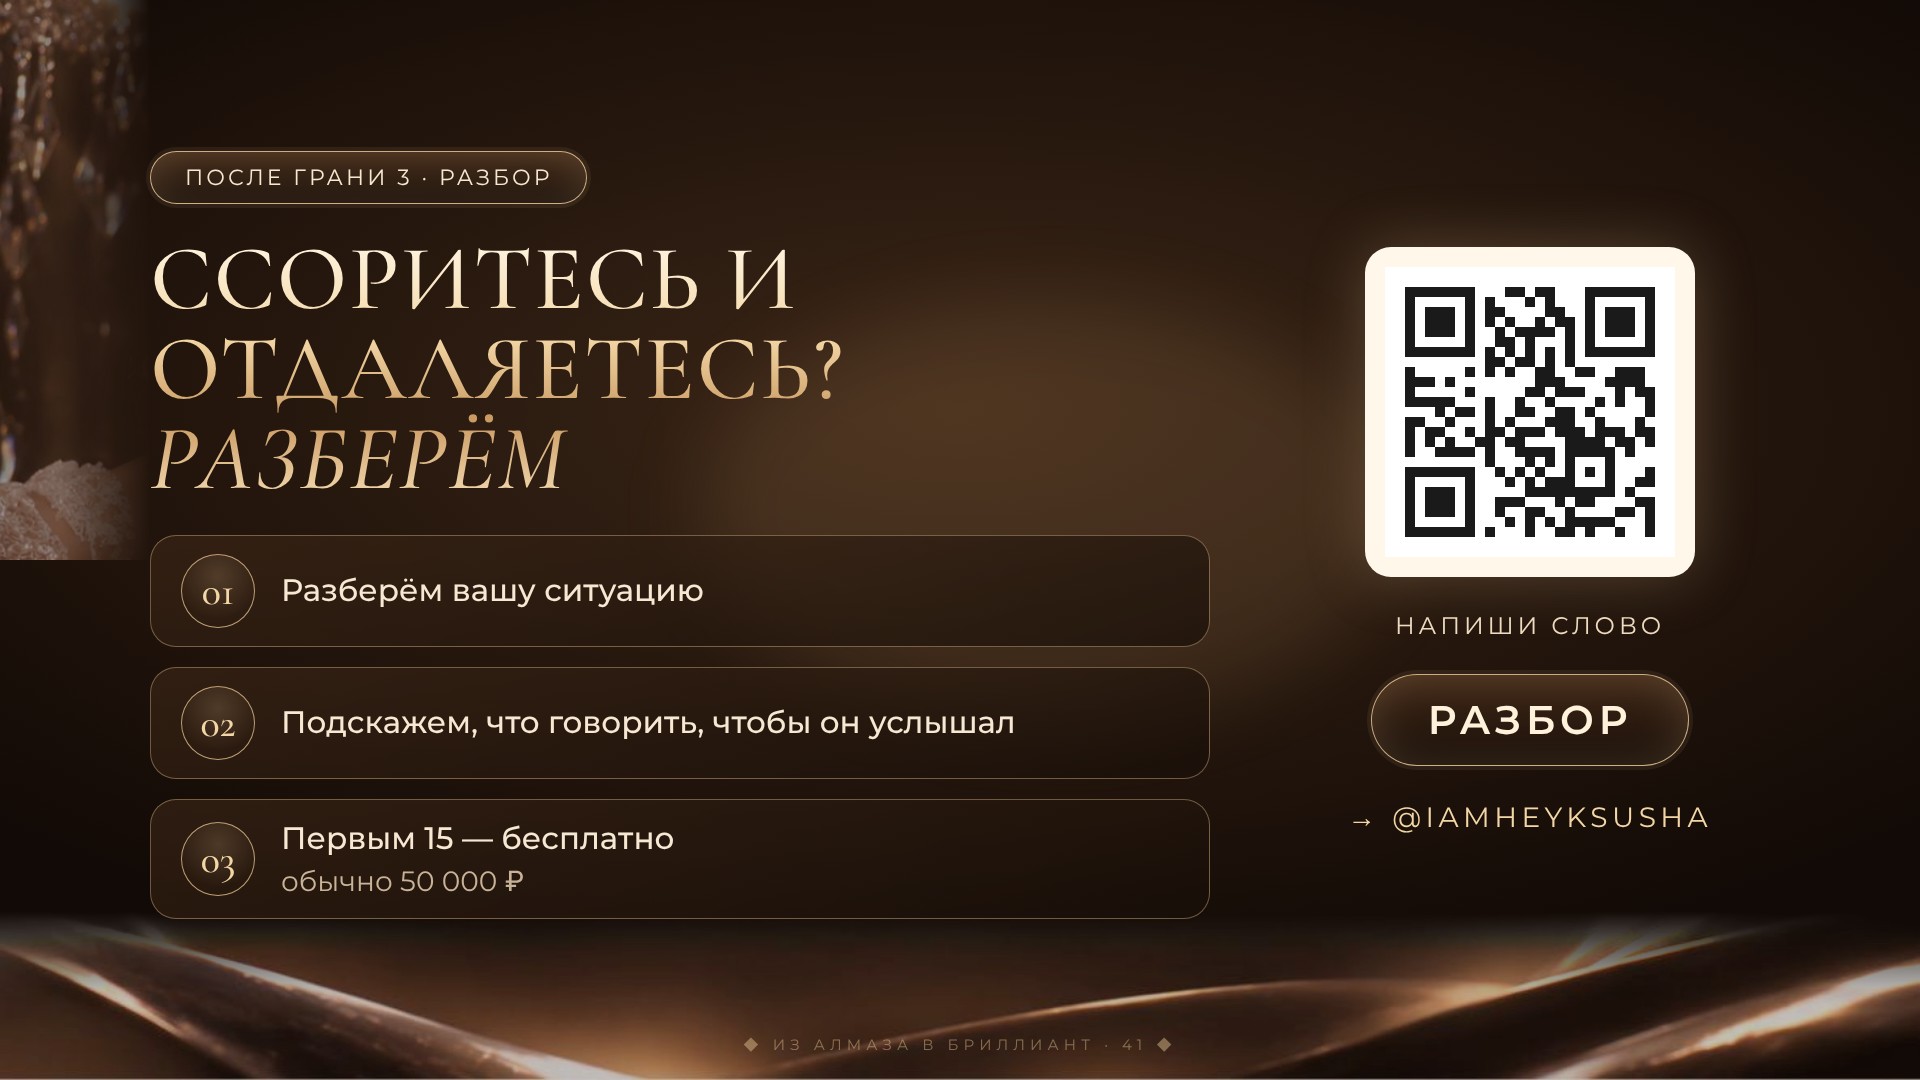 ПОСЛЕ ГРАНИ 3 · РАЗБОР
ССОРИТЕСЬ И
ОТДАЛЯЕТЕСЬ?
РАЗБЕРЁМ
01
Разберём вашу ситуацию
02
Подскажем, что говорить, чтобы он услышал
03
Первым 15 — бесплатно
обычно 50 000 ₽
НАПИШИ СЛОВО
РАЗБОР
→ @IAMHEYKSUSHA
◆ ИЗ АЛМАЗА В БРИЛЛИАНТ · 41 ◆